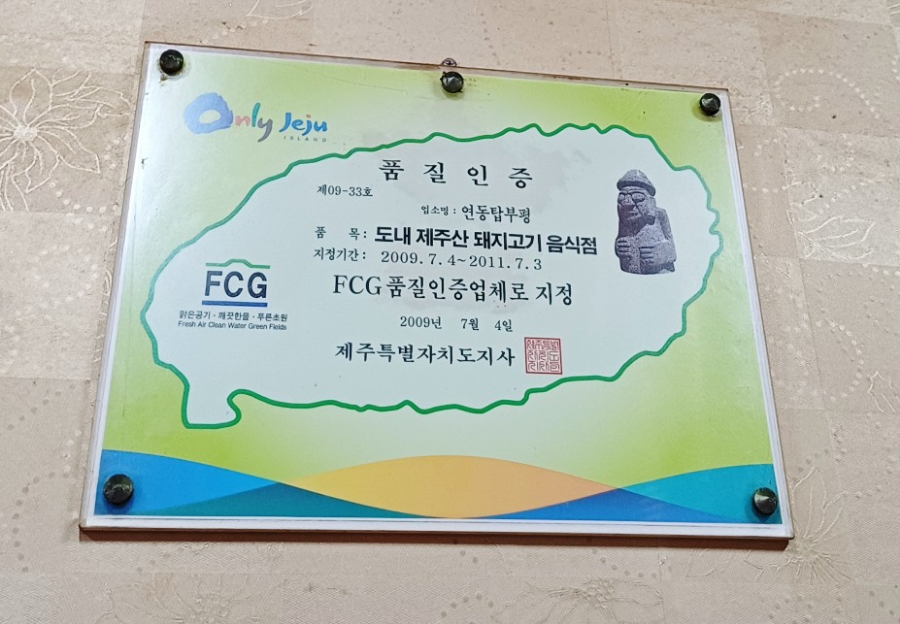 Only Jeju
ISLAND
품 질 인 증
제09-33호
업소명 : 연동탑부평
품 목 : 도내 제주산 돼지고기 음식점
지정기간 : 2009. 7. 4~2011. 7. 3
FCG 품질인증업체로 지정
2009년 7월 4일
제주특별자치도지사
FCG
맑은공기 · 깨끗한물 · 푸른초원
Fresh Air Clean Water Green Fields